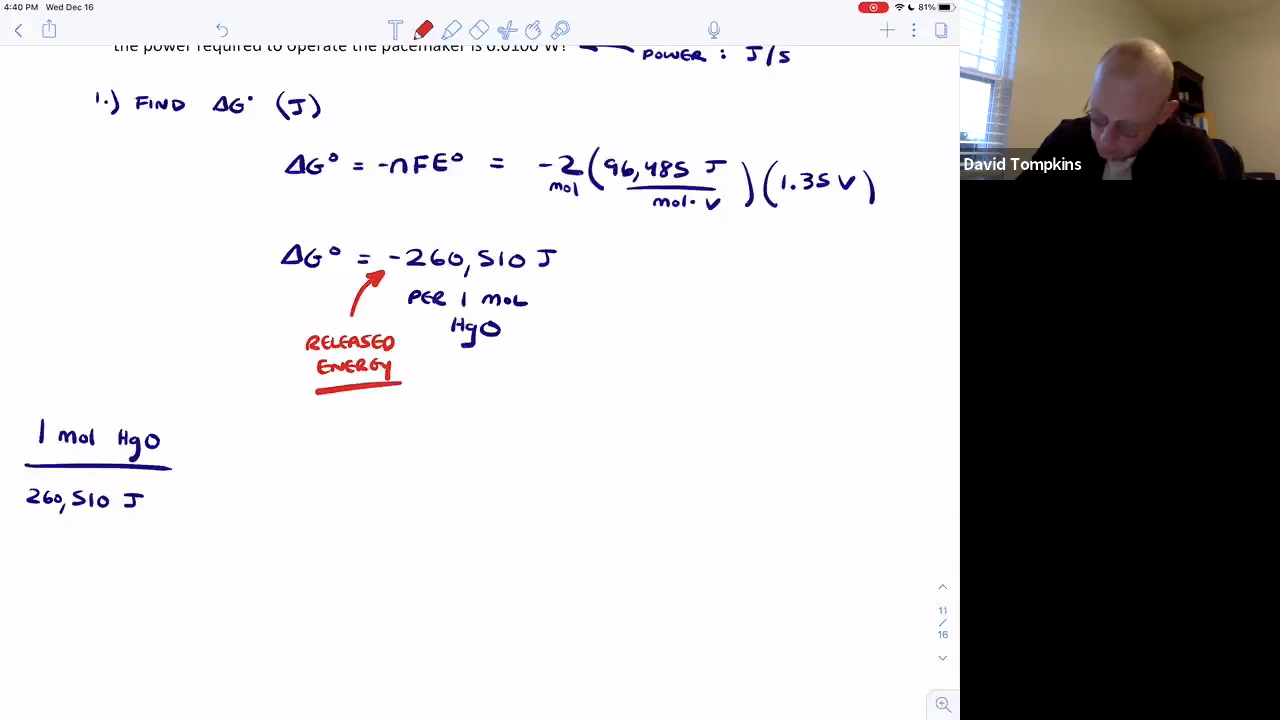 4:40 PM Wed Dec 16
81%
the power required to operate the pacemaker is 0.0100 W?
POWER : J/S
1.) FIND ΔG° (J)
ΔG° = -nFE° = -2 mol (96,485 J / mol·V) (1.35 V)
ΔG° = -260,510 J
PER 1 MOL
HgO
RELEASED
ENERGY
1 mol HgO
260,510 J
11
/
16
David Tompkins